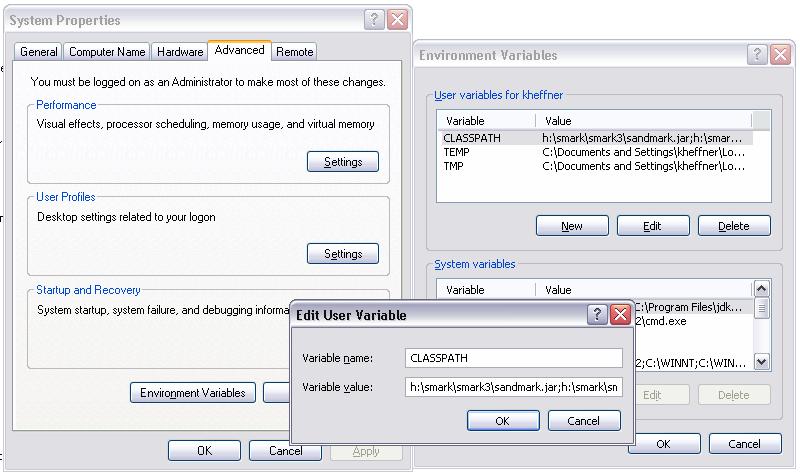 System Properties
General Computer Name Hardware Advanced Remote
You must be logged on as an Administrator to make most of these changes.
Performance
Visual effects, processor scheduling, memory usage, and virtual memory
Settings
User Profiles
Desktop settings related to your logon
Settings
Startup and Recovery
System startup, system failure, and debugging informa
Environment Variables
OK Cancel Apply
Environment Variables
User variables for kheffner
Variable Value
CLASSPATH h:\smark\smark3\sandmark.jar;h:\smar...
TEMP C:\Documents and Settings\kheffner\Lo...
TMP C:\Documents and Settings\kheffner\Lo...
New Edit Delete
System variables
Variable Value
C:\Program Files\jdk...
2\cmd.exe
2;C:\WINNT;C:\WIN...
Edit Delete
OK Cancel
Edit User Variable
Variable name: CLASSPATH
Variable value: h:\smark\smark3\sandmark.jar;h:\smark\sn
OK Cancel